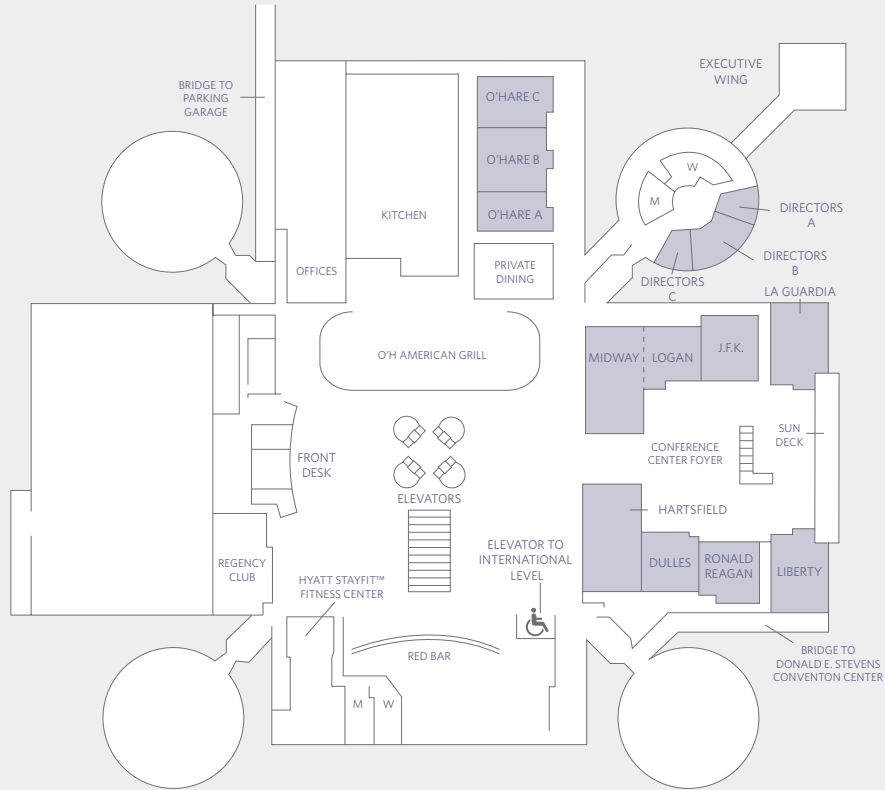 EXECUTIVE
WING
BRIDGE TO
PARKING
GARAGE
O'HARE C
O'HARE B
O'HARE A
W
M
KITCHEN
DIRECTORS
A
DIRECTORS
B
DIRECTORS
C
OFFICES
PRIVATE
DINING
LA GUARDIA
O'H AMERICAN GRILL
MIDWAY
LOGAN
J.F.K.
SUN
DECK
CONFERENCE
CENTER FOYER
FRONT
DESK
ELEVATORS
HARTSFIELD
ELEVATOR TO
INTERNATIONAL
LEVEL
REGENCY
CLUB
HYATT STAYFIT™
FITNESS CENTER
DULLES
RONALD
REAGAN
LIBERTY
RED BAR
M
W
BRIDGE TO
DONALD E. STEVENS
CONVENTON CENTER